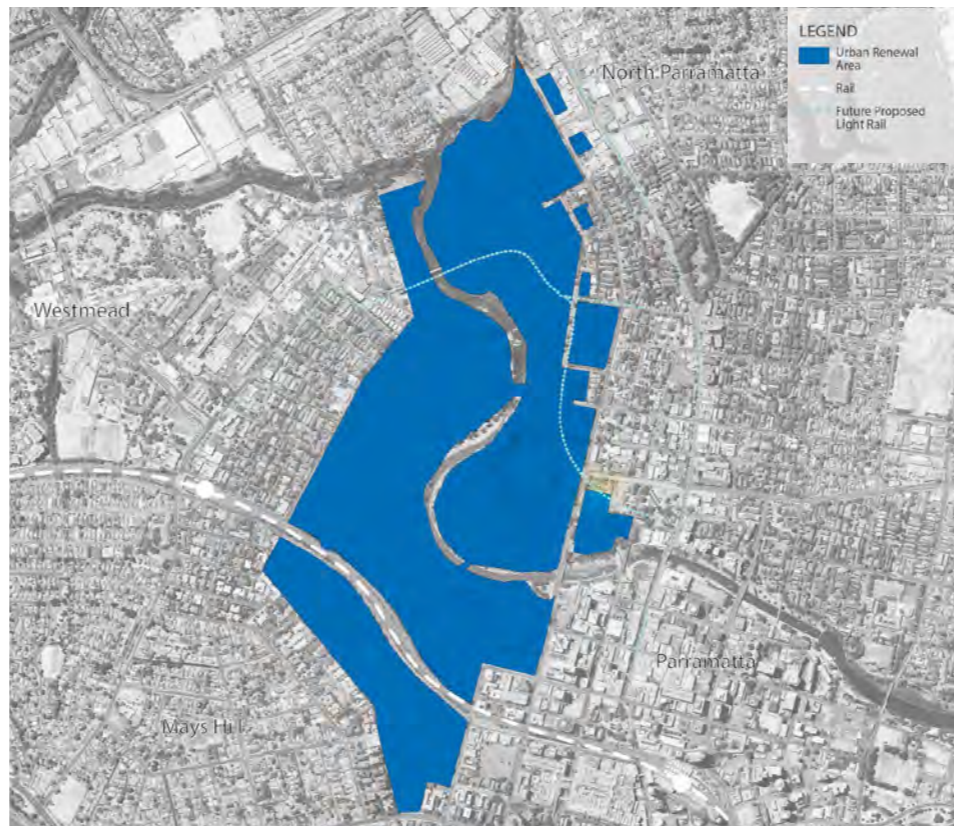 LEGEND
Urban Renewal
Area
Rail
Future Proposed
Light Rail
North Parramatta
Westmead
Parramatta
Mays Hill